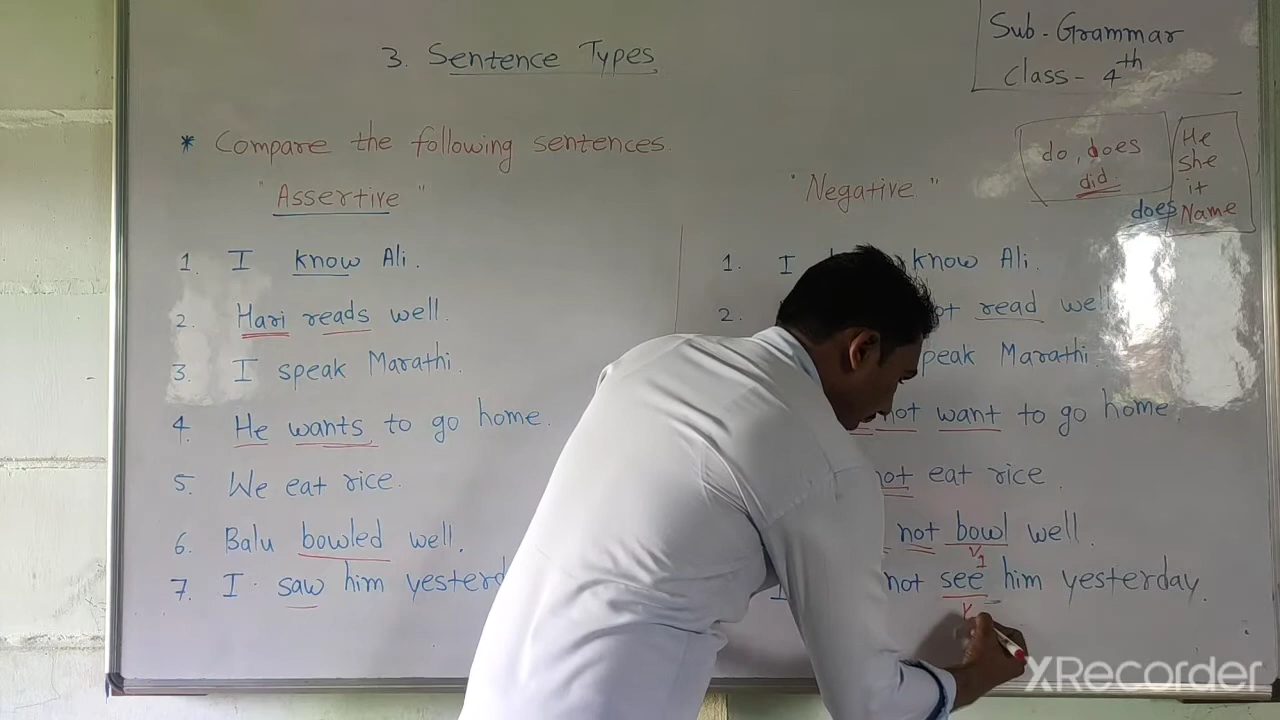 3. Sentence Types
Sub - Grammar
Class - 4th
* Compare the following sentences.
do, does
did
does
He
She
it
Name
"Assertive"
1. I know Ali.
2. Hari reads well.
3. I speak Marathi.
4. He wants to go home.
5. We eat rice.
6. Balu bowled well.
7. I saw him
"Negative"
1. I know Ali.
2. read well
Marathi.
not want to go home.
not eat rice.
not bowl well.
V1
not see him yesterday.
V
XRecorder